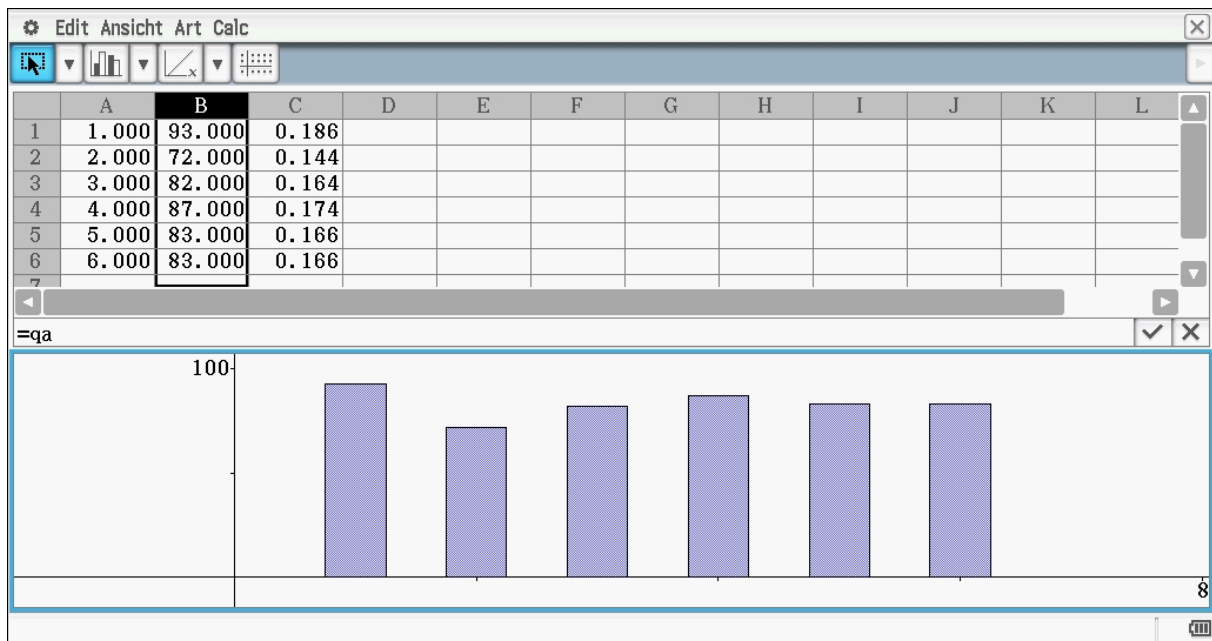 Edit Ansicht Art Calc
A B C D E F G H I J K L
1 1.000 93.000 0.186
2 2.000 72.000 0.144
3 3.000 82.000 0.164
4 4.000 87.000 0.174
5 5.000 83.000 0.166
6 6.000 83.000 0.166
7
=qa
100
8